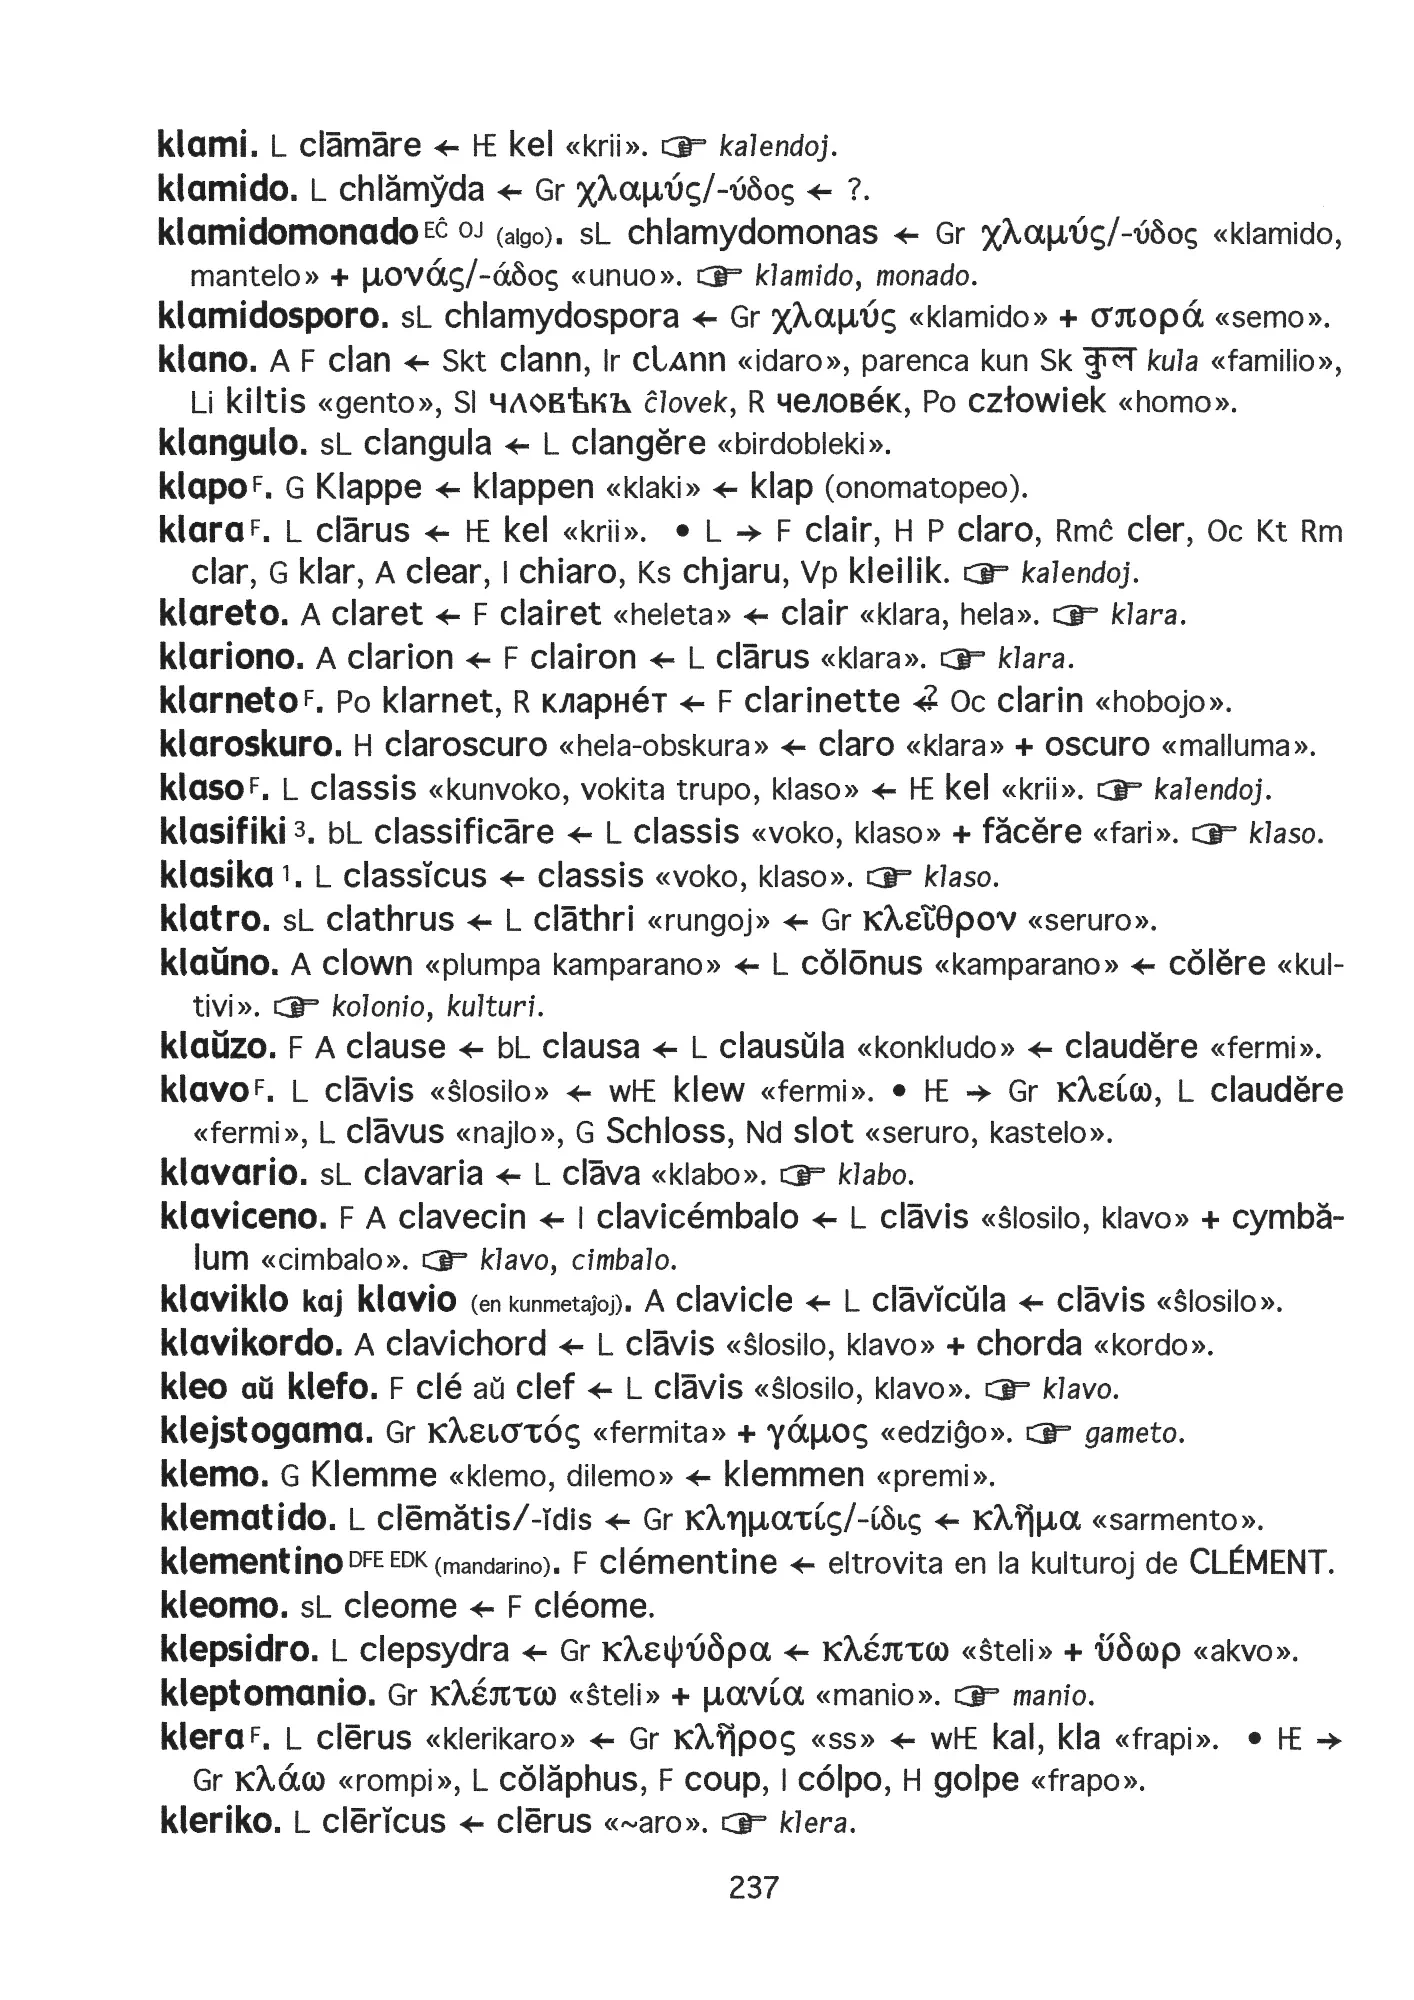 klami. L clāmāre ← IE kel «krii». ☞ kalendoj.
klamido. L chlămy̆da ← Gr χλαμύς/-ύδος ← ?.
klamidomonado EĈ OJ (algo). sL chlamydomonas ← Gr χλαμύς/-ύδος «klamido,
mantelo» + μονάς/-άδος «unuo». ☞ klamido, monado.
klamidosporo. sL chlamydospora ← Gr χλαμύς «klamido» + σπορά «semo».
klano. A F clan ← Skt clann, Ir clann «idaro», parenca kun Sk कुल kula «familio»,
Li kiltis «gento», Sl чловѣкъ ĉlovek, R человéк, Po człowiek «homo».
klangulo. sL clangula ← L clangĕre «birdobleki».
klapo F. G Klappe ← klappen «klaki» ← klap (onomatopeo).
klara F. L clārus ← IE kel «krii». • L → F clair, H P claro, Rmĉ cler, Oc Kt Rm
clar, G klar, A clear, I chiaro, Ks chjaru, Vp kleilik. ☞ kalendoj.
klareto. A claret ← F clairet «heleta» ← clair «klara, hela». ☞ klara.
klariono. A clarion ← F clairon ← L clārus «klara». ☞ klara.
klarneto F. Po klarnet, R кларнéт ← F clarinette ←? Oc clarin «hobojo».
klaroskuro. H claroscuro «hela-obskura» ← claro «klara» + oscuro «malluma».
klaso F. L classis «kunvoko, vokita trupo, klaso» ← IE kel «krii». ☞ kalendoj.
klasifiki 3. bL classificāre ← L classis «voko, klaso» + făcĕre «fari». ☞ klaso.
klasika 1. L classĭcus ← classis «voko, klaso». ☞ klaso.
klatro. sL clathrus ← L clāthri «rungoj» ← Gr κλεῖθρον «seruro».
klaŭno. A clown «plumpa kamparano» ← L cŏlōnus «kamparano» ← cŏlĕre «kul-
tivi». ☞ kolonio, kulturi.
klaŭzo. F A clause ← bL clausa ← L clausŭla «konkludo» ← claudĕre «fermi».
klavo F. L clāvis «ŝlosilo» ← wIE klew «fermi». • IE → Gr κλείω, L claudĕre
«fermi», L clāvus «najlo», G Schloss, Nd slot «seruro, kastelo».
klavario. sL clavaria ← L clāva «klabo». ☞ klabo.
klaviceno. F A clavecin ← I clavicémbalo ← L clāvis «ŝlosilo, klavo» + cymbă-
lum «cimbalo». ☞ klavo, cimbalo.
klaviklo kaj klavio (en kunmetaĵoj). A clavicle ← L clāvĭcŭla ← clāvis «ŝlosilo».
klavikordo. A clavichord ← L clāvis «ŝlosilo, klavo» + chorda «kordo».
kleo aŭ klefo. F clé aŭ clef ← L clāvis «ŝlosilo, klavo». ☞ klavo.
klejstogama. Gr κλειστός «fermita» + γάμος «edziĝo». ☞ gameto.
klemo. G Klemme «klemo, dilemo» ← klemmen «premi».
klematido. L clēmătis/-ĭdis ← Gr κληματίς/-ίδις ← κλῆμα «sarmento».
klementino DFE EDK (mandarino). F clémentine ← eltrovita en la kulturoj de CLÉMENT.
kleomo. sL cleome ← F cléome.
klepsidro. L clepsydra ← Gr κλεψύδρα ← κλέπτω «ŝteli» + ὕδωρ «akvo».
kleptomanio. Gr κλέπτω «ŝteli» + μανία «manio». ☞ manio.
klera F. L clērus «klerikaro» ← Gr κλῆρος «ss» ← wIE kal, kla «frapi». • IE →
Gr κλάω «rompi», L cŏlăphus, F coup, I cólpo, H golpe «frapo».
kleriko. L clērĭcus ← clērus «~aro». ☞ klera.
237